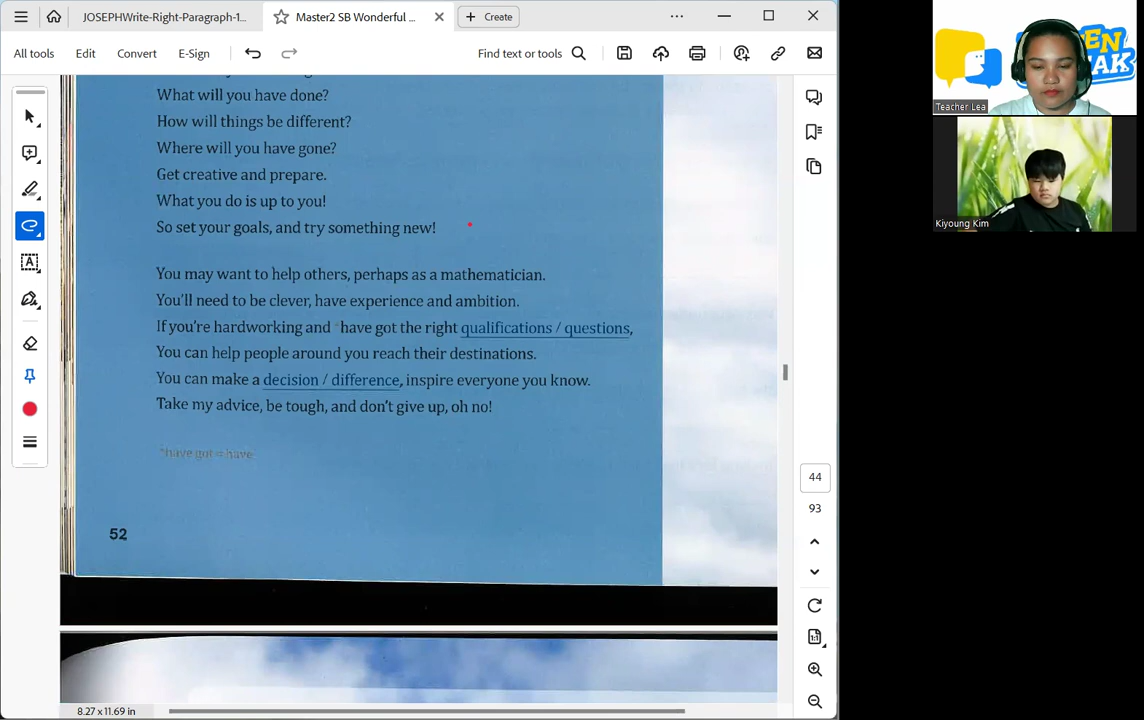 JOSEPHWrite-Right-Paragraph-1...
Master2 SB Wonderful ...
Create
All tools
Edit
Convert
E-Sign
Find text or tools
What will you have done?
How will things be different?
Where will you have gone?
Get creative and prepare.
What you do is up to you!
So set your goals, and try something new!
You may want to help others, perhaps as a mathematician.
You'll need to be clever, have experience and ambition.
If you're hardworking and *have got the right qualifications / questions,
You can help people around you reach their destinations.
You can make a decision / difference, inspire everyone you know.
Take my advice, be tough, and don't give up, oh no!
*have got = have
52
44
93
8.27 x 11.69 in
Teacher Lea
Kiyoung Kim